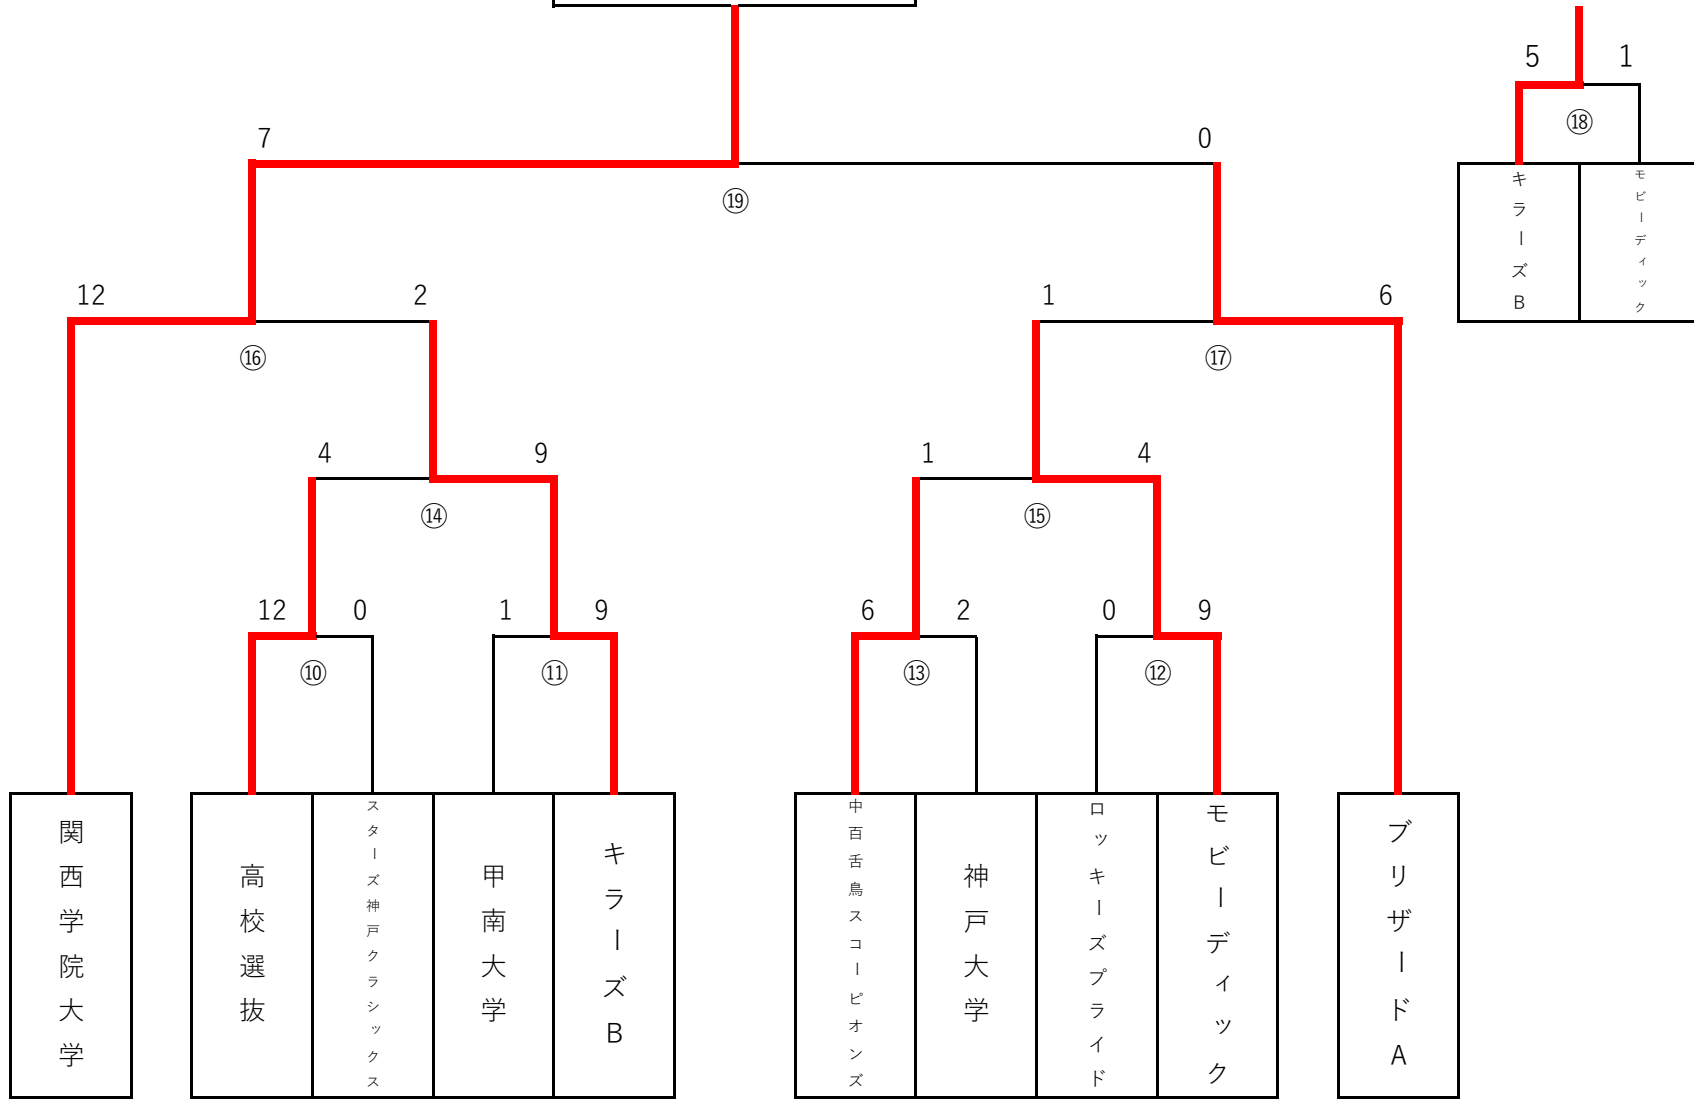 5 1
⑱
7 0
⑲
キラーズB
モビーディック
12 2 1 6
⑯ ⑰
4 9 1 4
⑭ ⑮
12 0 1 9 6 2 0 9
⑩ ⑪ ⑬ ⑫
関西学院大学
高校選抜
スターズ神戸クラシックス
甲南大学
キラーズB
中百舌鳥スコーピオンズ
神戸大学
ロッキーズプライド
モビーディック
ブリザードA